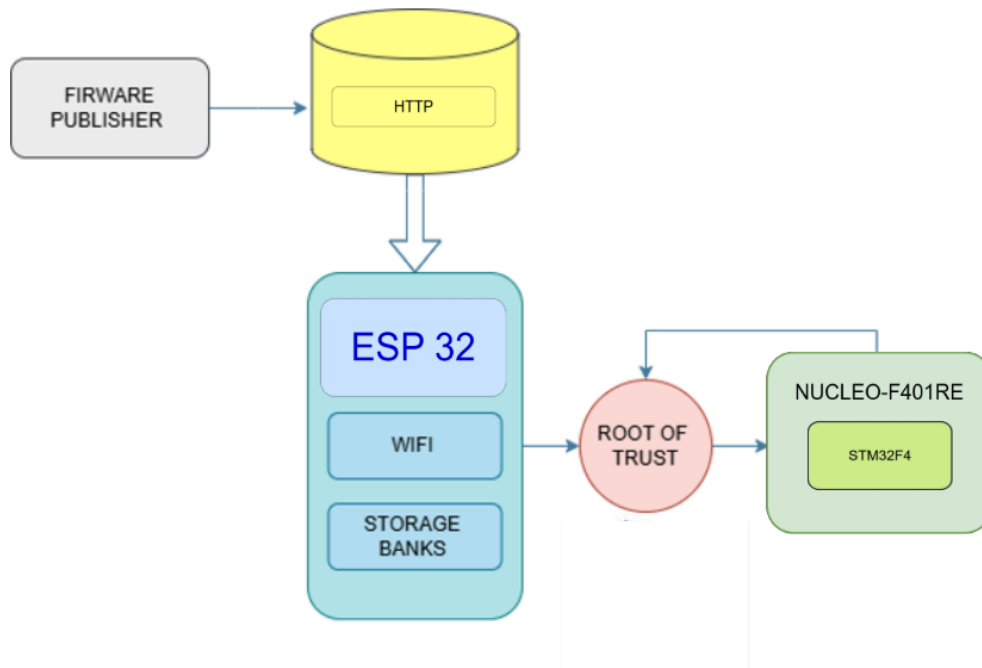 FIRWARE
PUBLISHER
HTTP
ESP 32
WIFI
STORAGE
BANKS
ROOT OF
TRUST
NUCLEO-F401RE
STM32F4